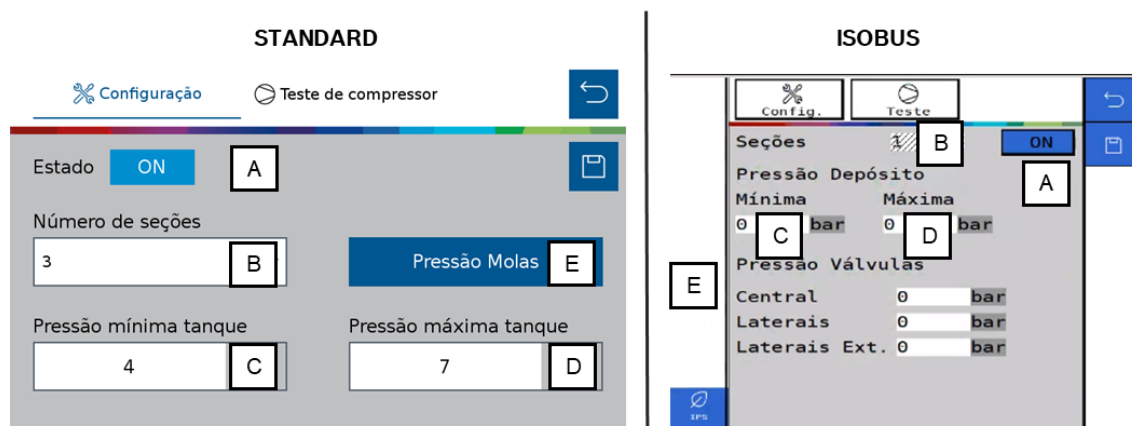 STANDARD
Configuração
Teste de compressor
Estado ON A
Número de seções
3 B
Pressão Molas E
Pressão mínima tanque
Pressão máxima tanque
4 C
7 D
ISOBUS
Config.
Teste
Seções 1 B ON
A
Pressão Depósito
Mínima Máxima
0 C bar 0 D bar
Pressão Válvulas
E
Central 0 bar
Laterais 0 bar
Laterais Ext. 0 bar
IPS